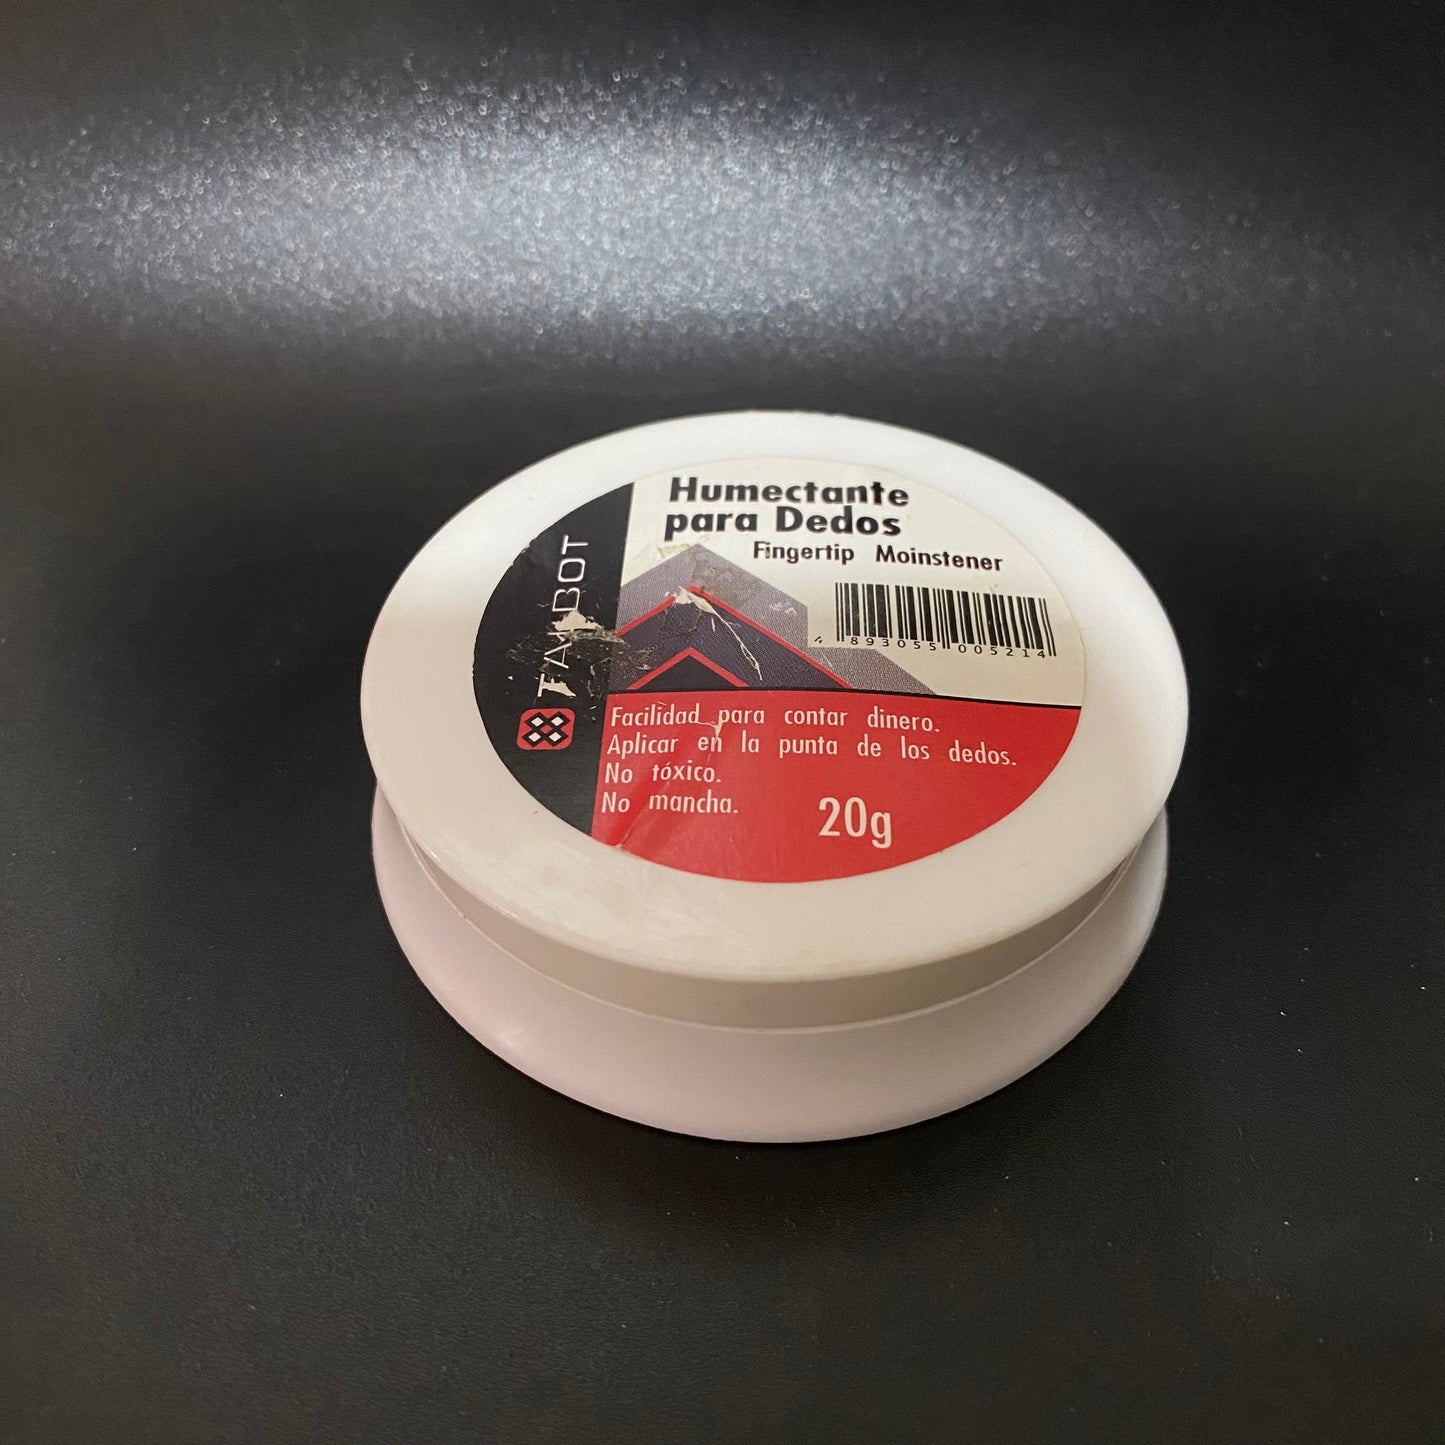 Humectante
para Dedos
Fingertip Moinstener
4 893055 005214
Facilidad para contar dinero.
Aplicar en la punta de los dedos.
No tóxico.
No mancha.
20g